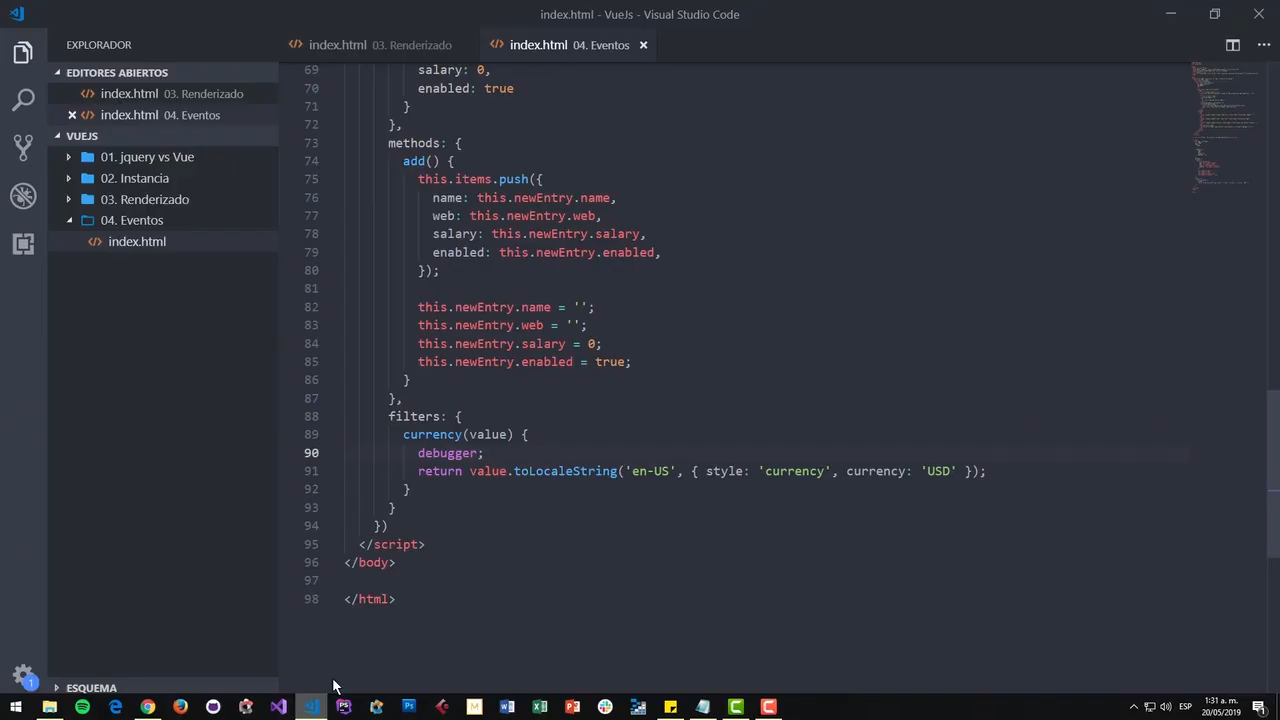 index.html - VueJs - Visual Studio Code
EXPLORADOR
index.html 03. Renderizado
index.html 04. Eventos
EDITORES ABIERTOS
index.html 03. Renderizado
index.html 04. Eventos
VUEJS
01. jquery vs Vue
02. Instancia
03. Renderizado
04. Eventos
index.html
69 salary: 0,
70 enabled: true
71 }
72 },
73 methods: {
74 add() {
75 this.items.push({
76 name: this.newEntry.name,
77 web: this.newEntry.web,
78 salary: this.newEntry.salary,
79 enabled: this.newEntry.enabled,
80 });
81
82 this.newEntry.name = '';
83 this.newEntry.web = '';
84 this.newEntry.salary = 0;
85 this.newEntry.enabled = true;
86 }
87 },
88 filters: {
89 currency(value) {
90 debugger;
91 return value.toLocaleString('en-US', { style: 'currency', currency: 'USD' });
92 }
93 }
94 })
95 </script>
96 </body>
97
98 </html>
ESQUEMA
1
PS
Ps
M
ESP
1:31 a. m.
20/05/2019
1